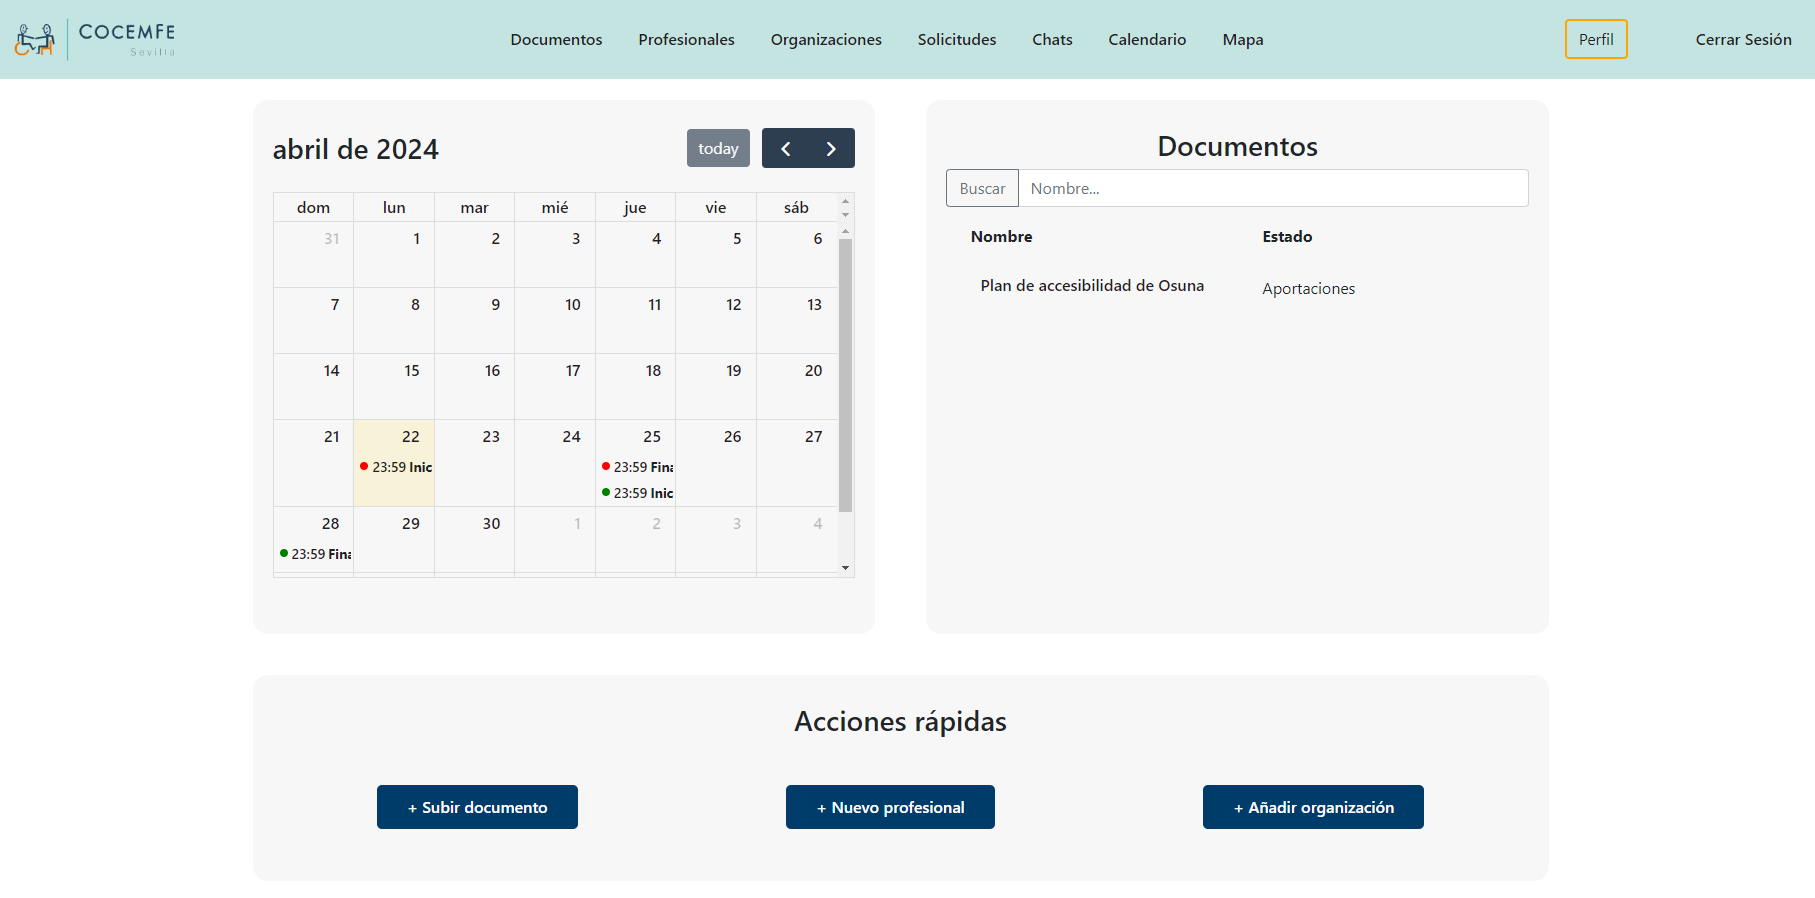 COCEMFE
Sevilla
Documentos Profesionales Organizaciones Solicitudes Chats Calendario Mapa
Perfil
Cerrar Sesión
abril de 2024
today
dom lun mar mié jue vie sáb
31 1 2 3 4 5 6
7 8 9 10 11 12 13
14 15 16 17 18 19 20
21 22 23 24 25 26 27
23:59 Inic
23:59 Fina
23:59 Inic
28 29 30 1 2 3 4
23:59 Fina
Documentos
Buscar Nombre...
Nombre Estado
Plan de accesibilidad de Osuna Aportaciones
Acciones rápidas
+ Subir documento
+ Nuevo profesional
+ Añadir organización